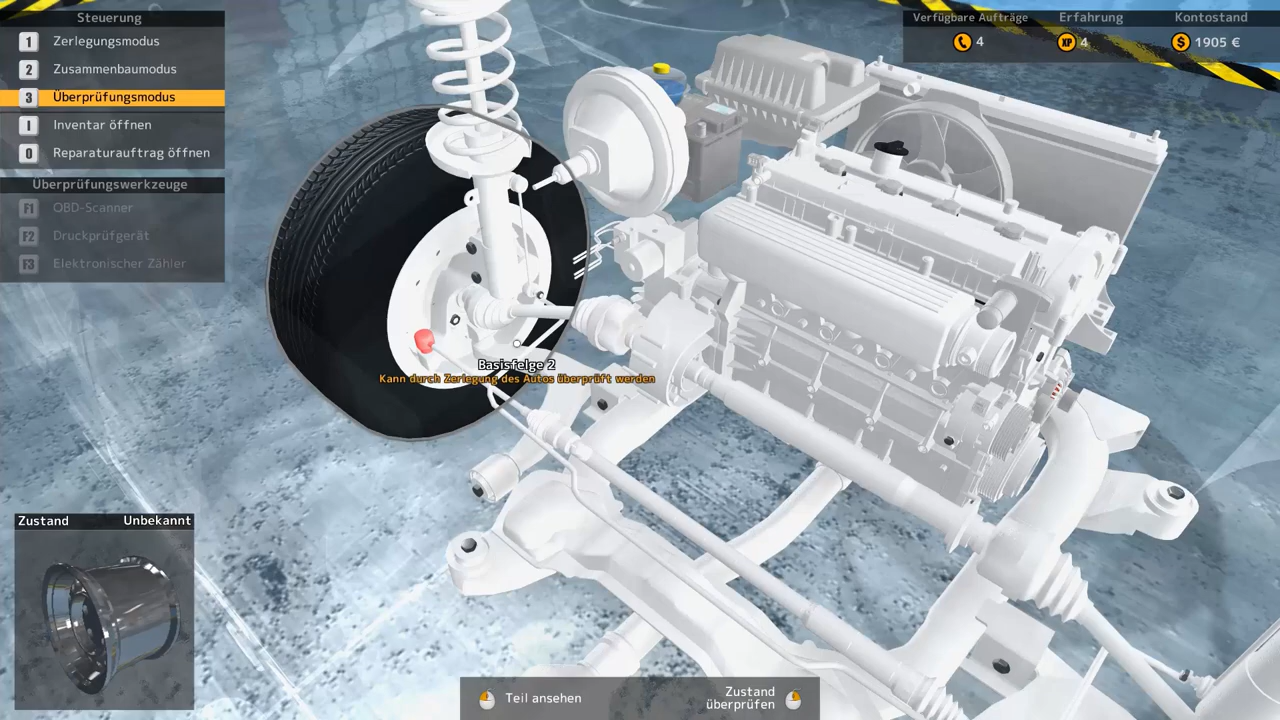 Steuerung
1 Zerlegungsmodus
2 Zusammenbaumodus
3 Überprüfungsmodus
I Inventar öffnen
O Reparaturauftrag öffnen
Überprüfungswerkzeuge
F1 OBD-Scanner
F2 Druckprüfgerät
F3 Elektronischer Zähler
Verfügbare Aufträge Erfahrung Kontostand
4 XP 4 $ 1905 €
Basisfelge 2
Kann durch Zerlegung des Autos überprüft werden
Zustand Unbekannt
Teil ansehen
Zustand
überprüfen